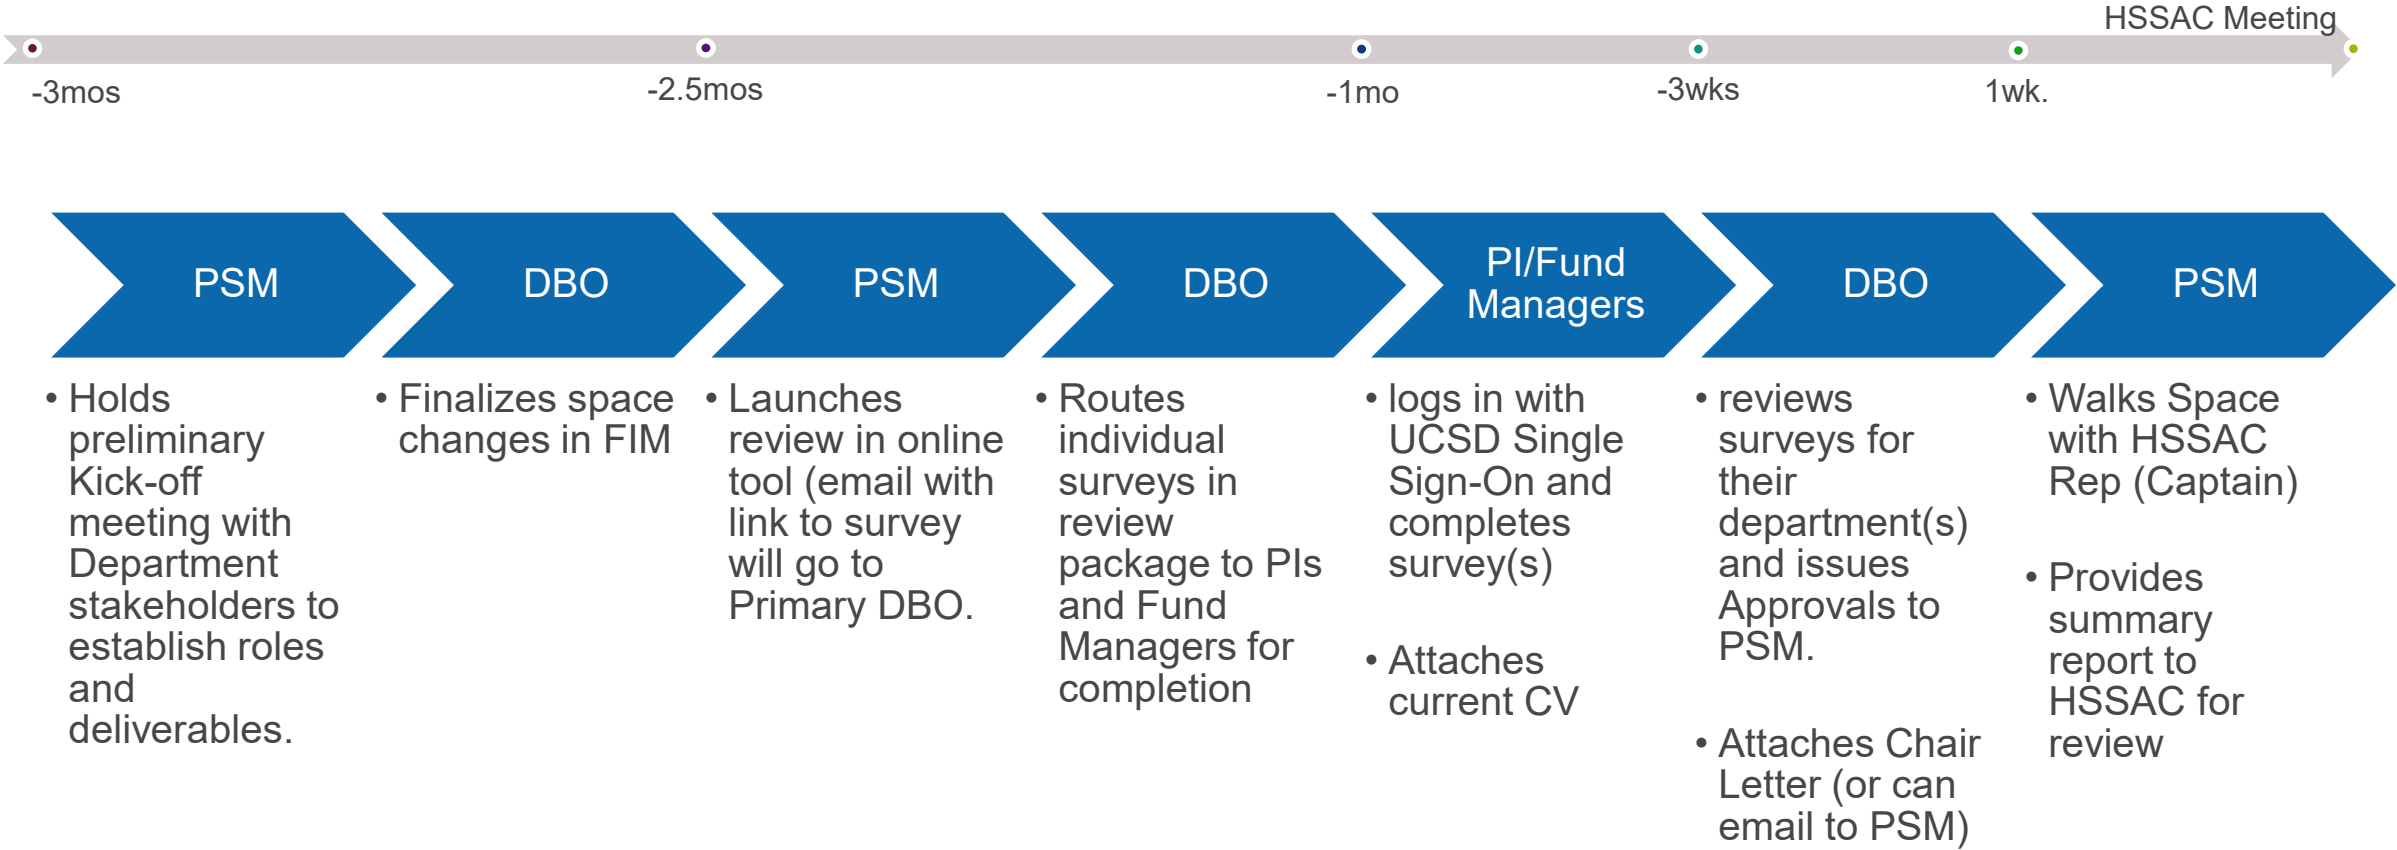 HSSAC Meeting
-3mos
-2.5mos
-1mo
-3wks
1wk.
PSM
DBO
PSM
DBO
PI/Fund
Managers
DBO
PSM
• Holds
preliminary
Kick-off
meeting with
Department
stakeholders to
establish roles
and
deliverables.
• Finalizes space
changes in FIM
• Launches
review in online
tool (email with
link to survey
will go to
Primary DBO.
• Routes
individual
surveys in
review
package to PIs
and Fund
Managers for
completion
• logs in with
UCSD Single
Sign-On and
completes
survey(s)
• Attaches
current CV
• reviews
surveys for
their
department(s)
and issues
Approvals to
PSM.
• Attaches Chair
Letter (or can
email to PSM)
• Walks Space
with HSSAC
Rep (Captain)
• Provides
summary
report to
HSSAC for
review